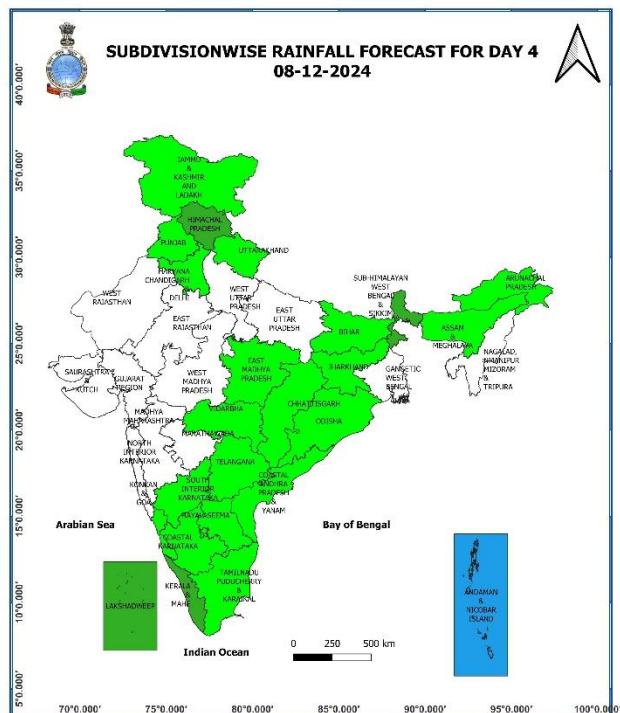 SUBDIVISIONWISE RAINFALL FORECAST FOR DAY 4
08-12-2024
40°0.000'
35°0.000'
30°0.000'
25°0.000'
20°0.000'
15°0.000'
10°0.000'
5°0.000'
JAMMU
&
KASHMIR
AND
LADAKH
HIMACHAL
PRADESH
PUNJAB
UTTARAKHAND
HARYANA
CHANDIGARH
&
DELHI
WEST
RAJASTHAN
WEST
UTTAR
PRADESH
EAST
RAJASTHAN
EAST
UTTAR
PRADESH
SUB-HIMALAYAN
WEST
BENGAL
&
SIKKIM
ARUNACHAL
PRADESH
ASSAM
&
MEGHALAYA
BIHAR
NAGALAD,
MANIPUR
MIZORAM
&
TRIPURA
JHARKHAND
GANGETIC
WEST
BENGAL
SAURASHTRA
&
KUTCH
GUJARAT
REGION
WEST
MADHYA
PRADESH
EAST
MADHYA
PRADESH
CHHATTISGARH
ODISHA
VIDARBHA
MADHYA
MAHARASHTRA
MARATHWADA
NORTH
INTERIOR
KARNATAKA
TELANGANA
KONKAN
&
GOA
SOUTH
INTERIOR
KARNATAKA
COASTAL
ANDHRA
PRADESH
&
YANAM
RAYALASEEMA
Arabian Sea
Bay of Bengal
COASTAL
KARNATAKA
LAKSHADWEEP
KERALA
&
MAHE
TAMILNADU
PUDUCHERRY
&
KARAIKAL
ANDAMAN
&
NICOBAR
ISLAND
Indian Ocean
0 250 500 km
70°0.000' 75°0.000' 80°0.000' 85°0.000' 90°0.000' 95°0.000' 100°0.000'